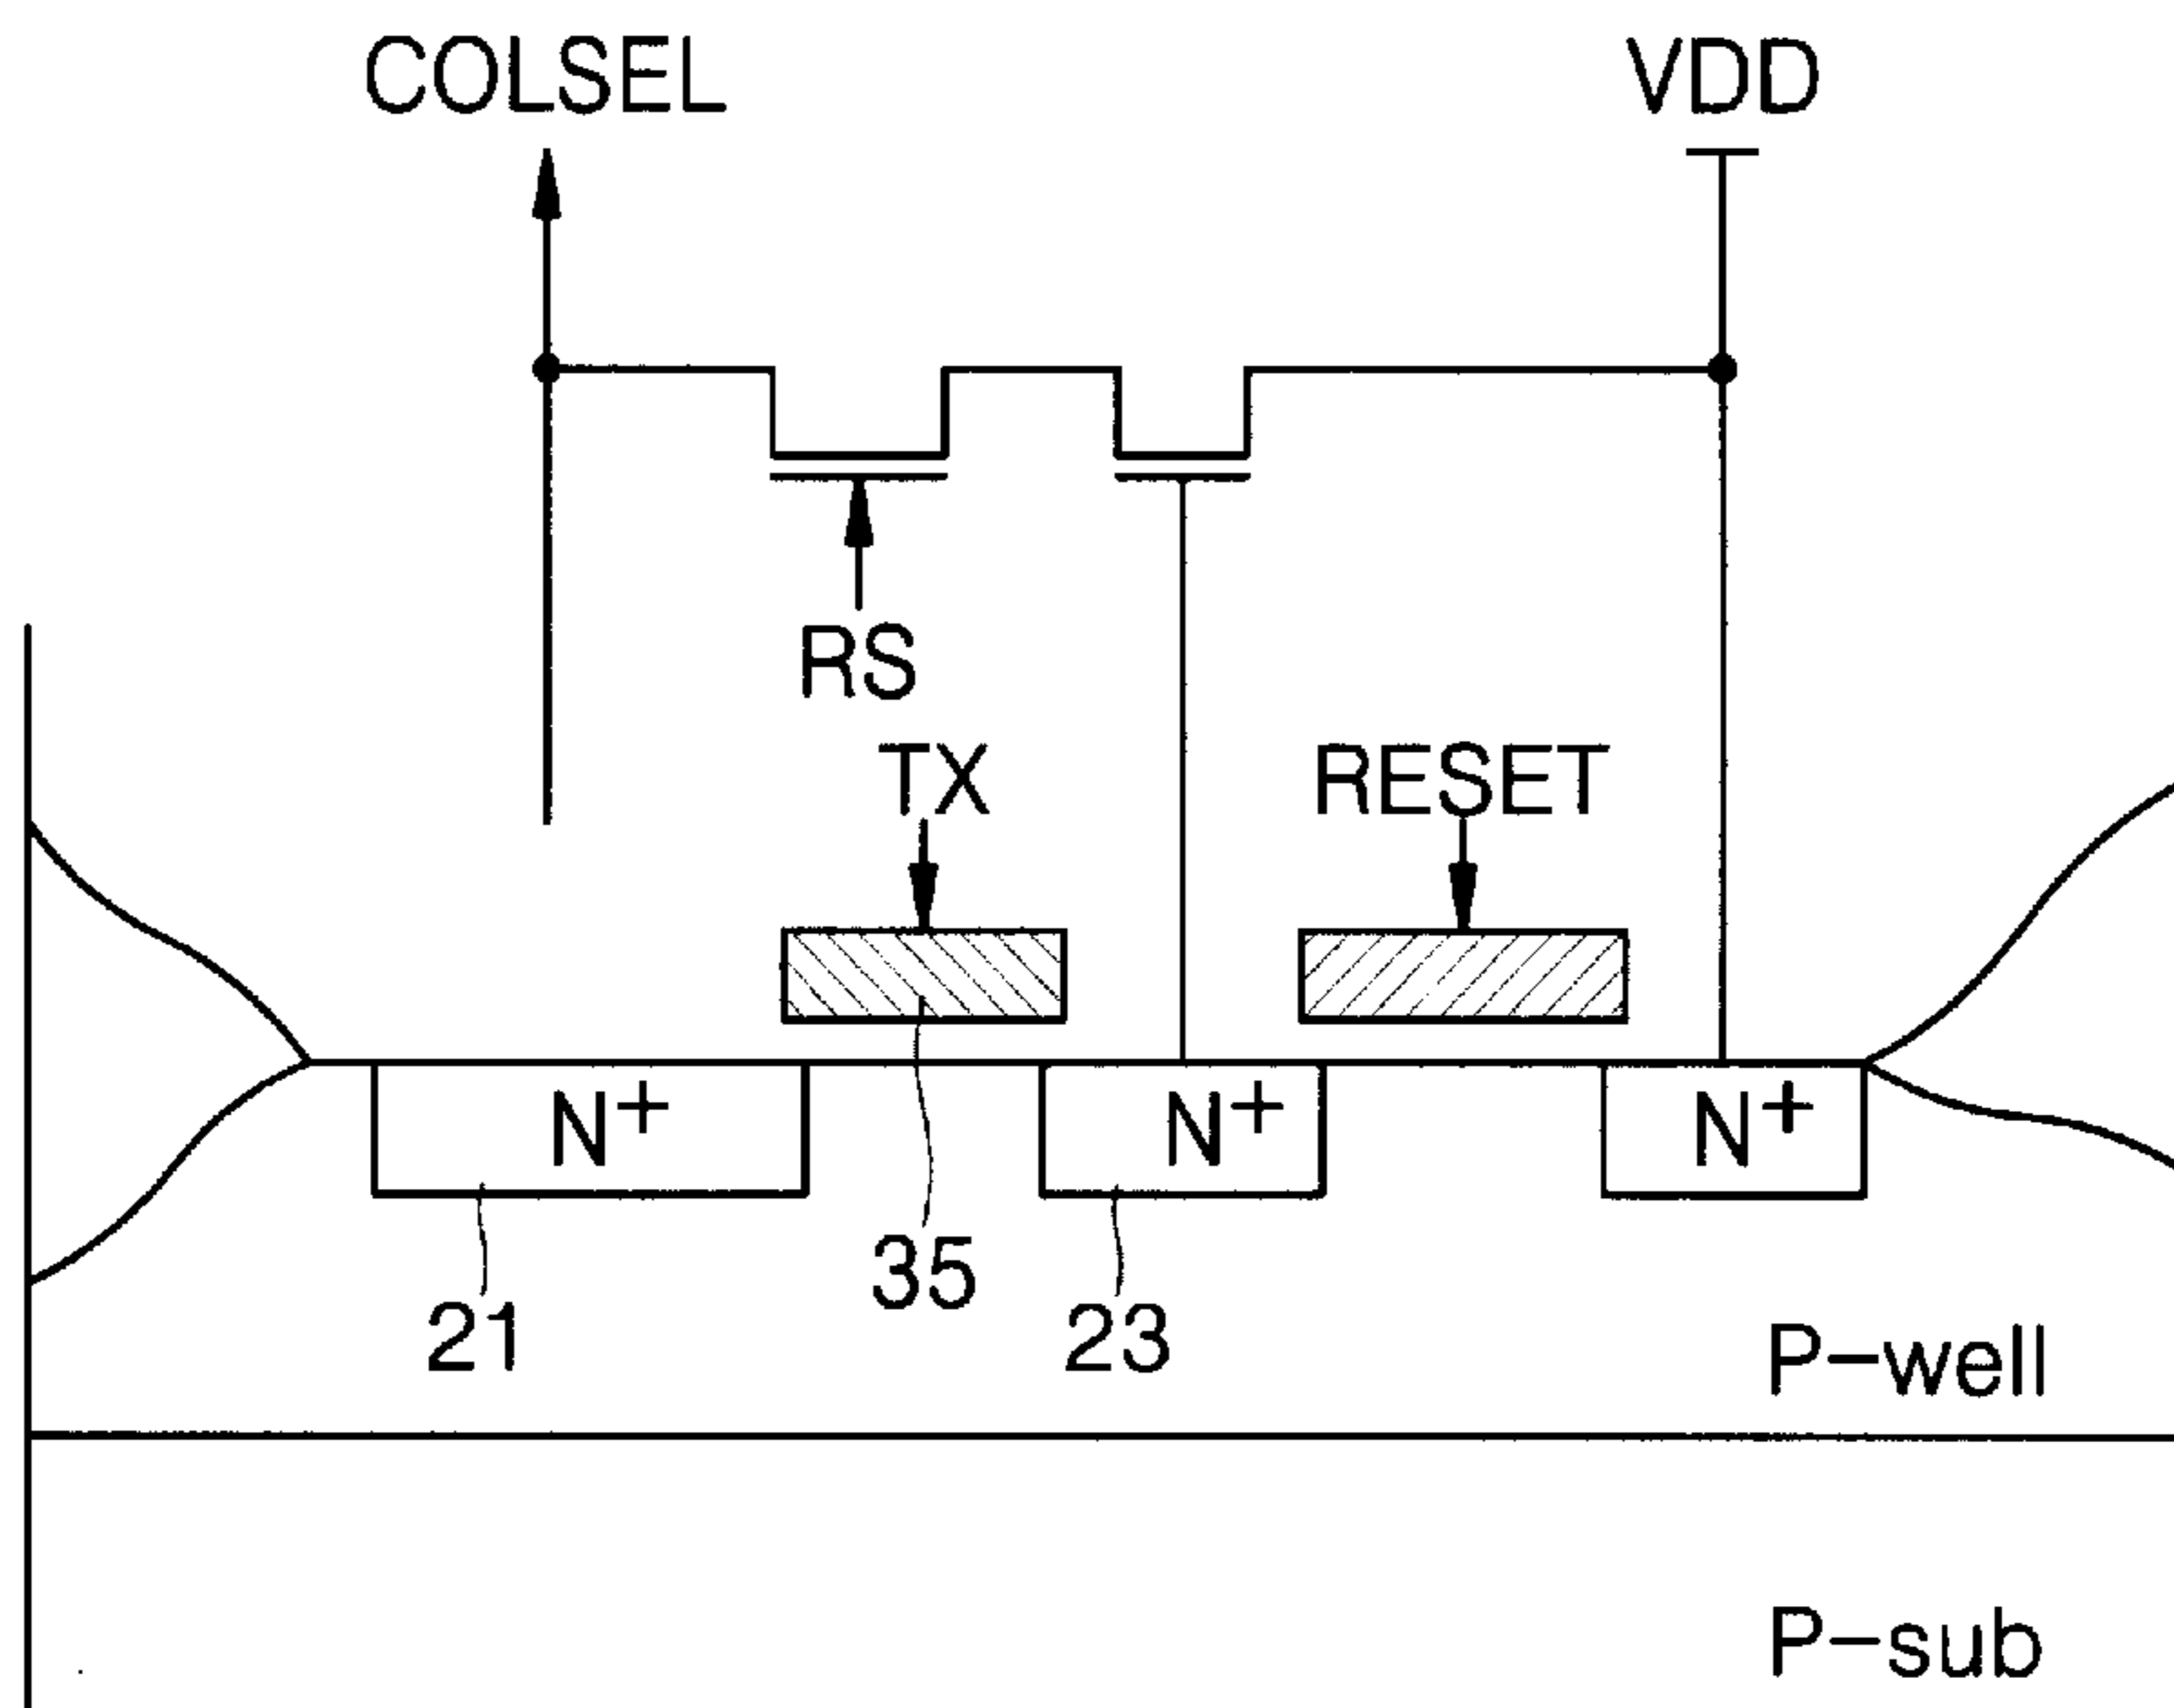 COLSEL VDD
RS
TX RESET
N+ N+ N+
35
21 23
P-well
P-sub